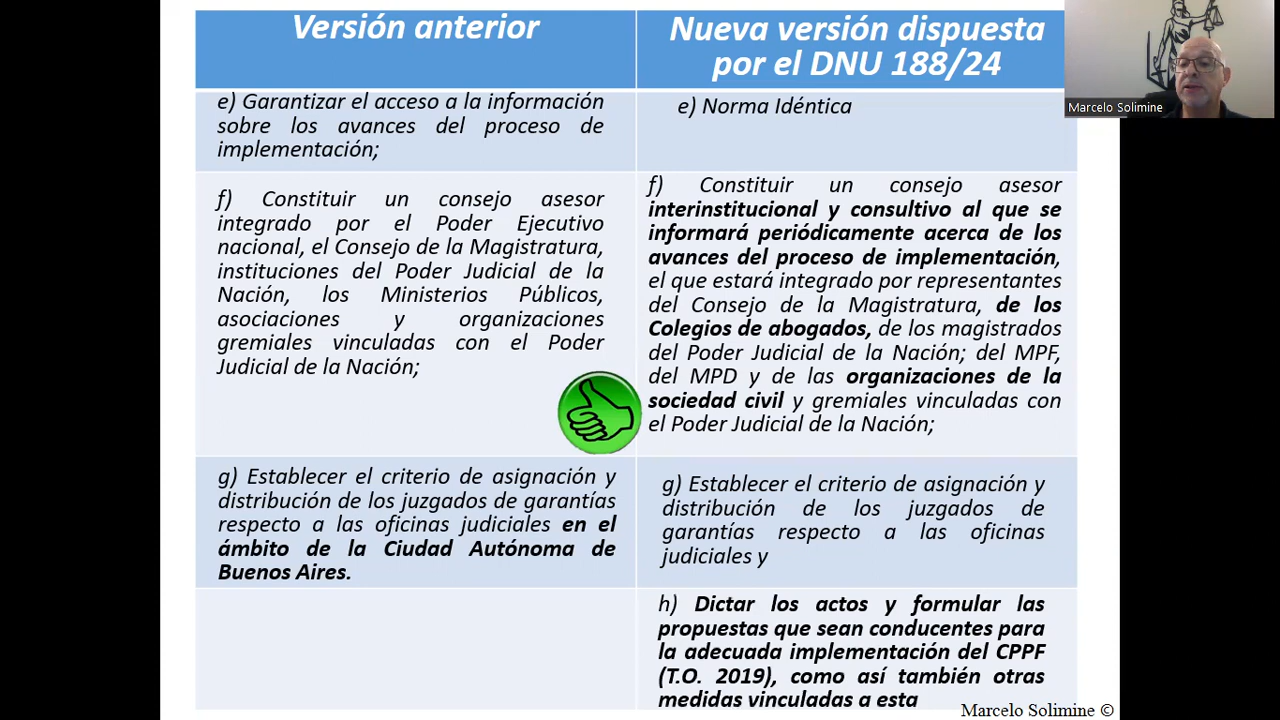 Versión anterior
Nueva versión dispuesta
por el DNU 188/24
Marcelo Solimine
e) Garantizar el acceso a la información
sobre los avances del proceso de
implementación;
e) Norma Idéntica
f) Constituir un consejo asesor
integrado por el Poder Ejecutivo
nacional, el Consejo de la Magistratura,
instituciones del Poder Judicial de la
Nación, los Ministerios Públicos,
asociaciones y organizaciones
gremiales vinculadas con el Poder
Judicial de la Nación;
f) Constituir un consejo asesor
interinstitucional y consultivo al que se
informará periódicamente acerca de los
avances del proceso de implementación,
el que estará integrado por representantes
del Consejo de la Magistratura, de los
Colegios de abogados, de los magistrados
del Poder Judicial de la Nación; del MPF,
del MPD y de las organizaciones de la
sociedad civil y gremiales vinculadas con
el Poder Judicial de la Nación;
g) Establecer el criterio de asignación y
distribución de los juzgados de garantías
respecto a las oficinas judiciales en el
ámbito de la Ciudad Autónoma de
Buenos Aires.
g) Establecer el criterio de asignación y
distribución de los juzgados de
garantías respecto a las oficinas
judiciales y
h) Dictar los actos y formular las
propuestas que sean conducentes para
la adecuada implementación del CPPF
(T.O. 2019), como así también otras
medidas vinculadas a esta
Marcelo Solimine ©